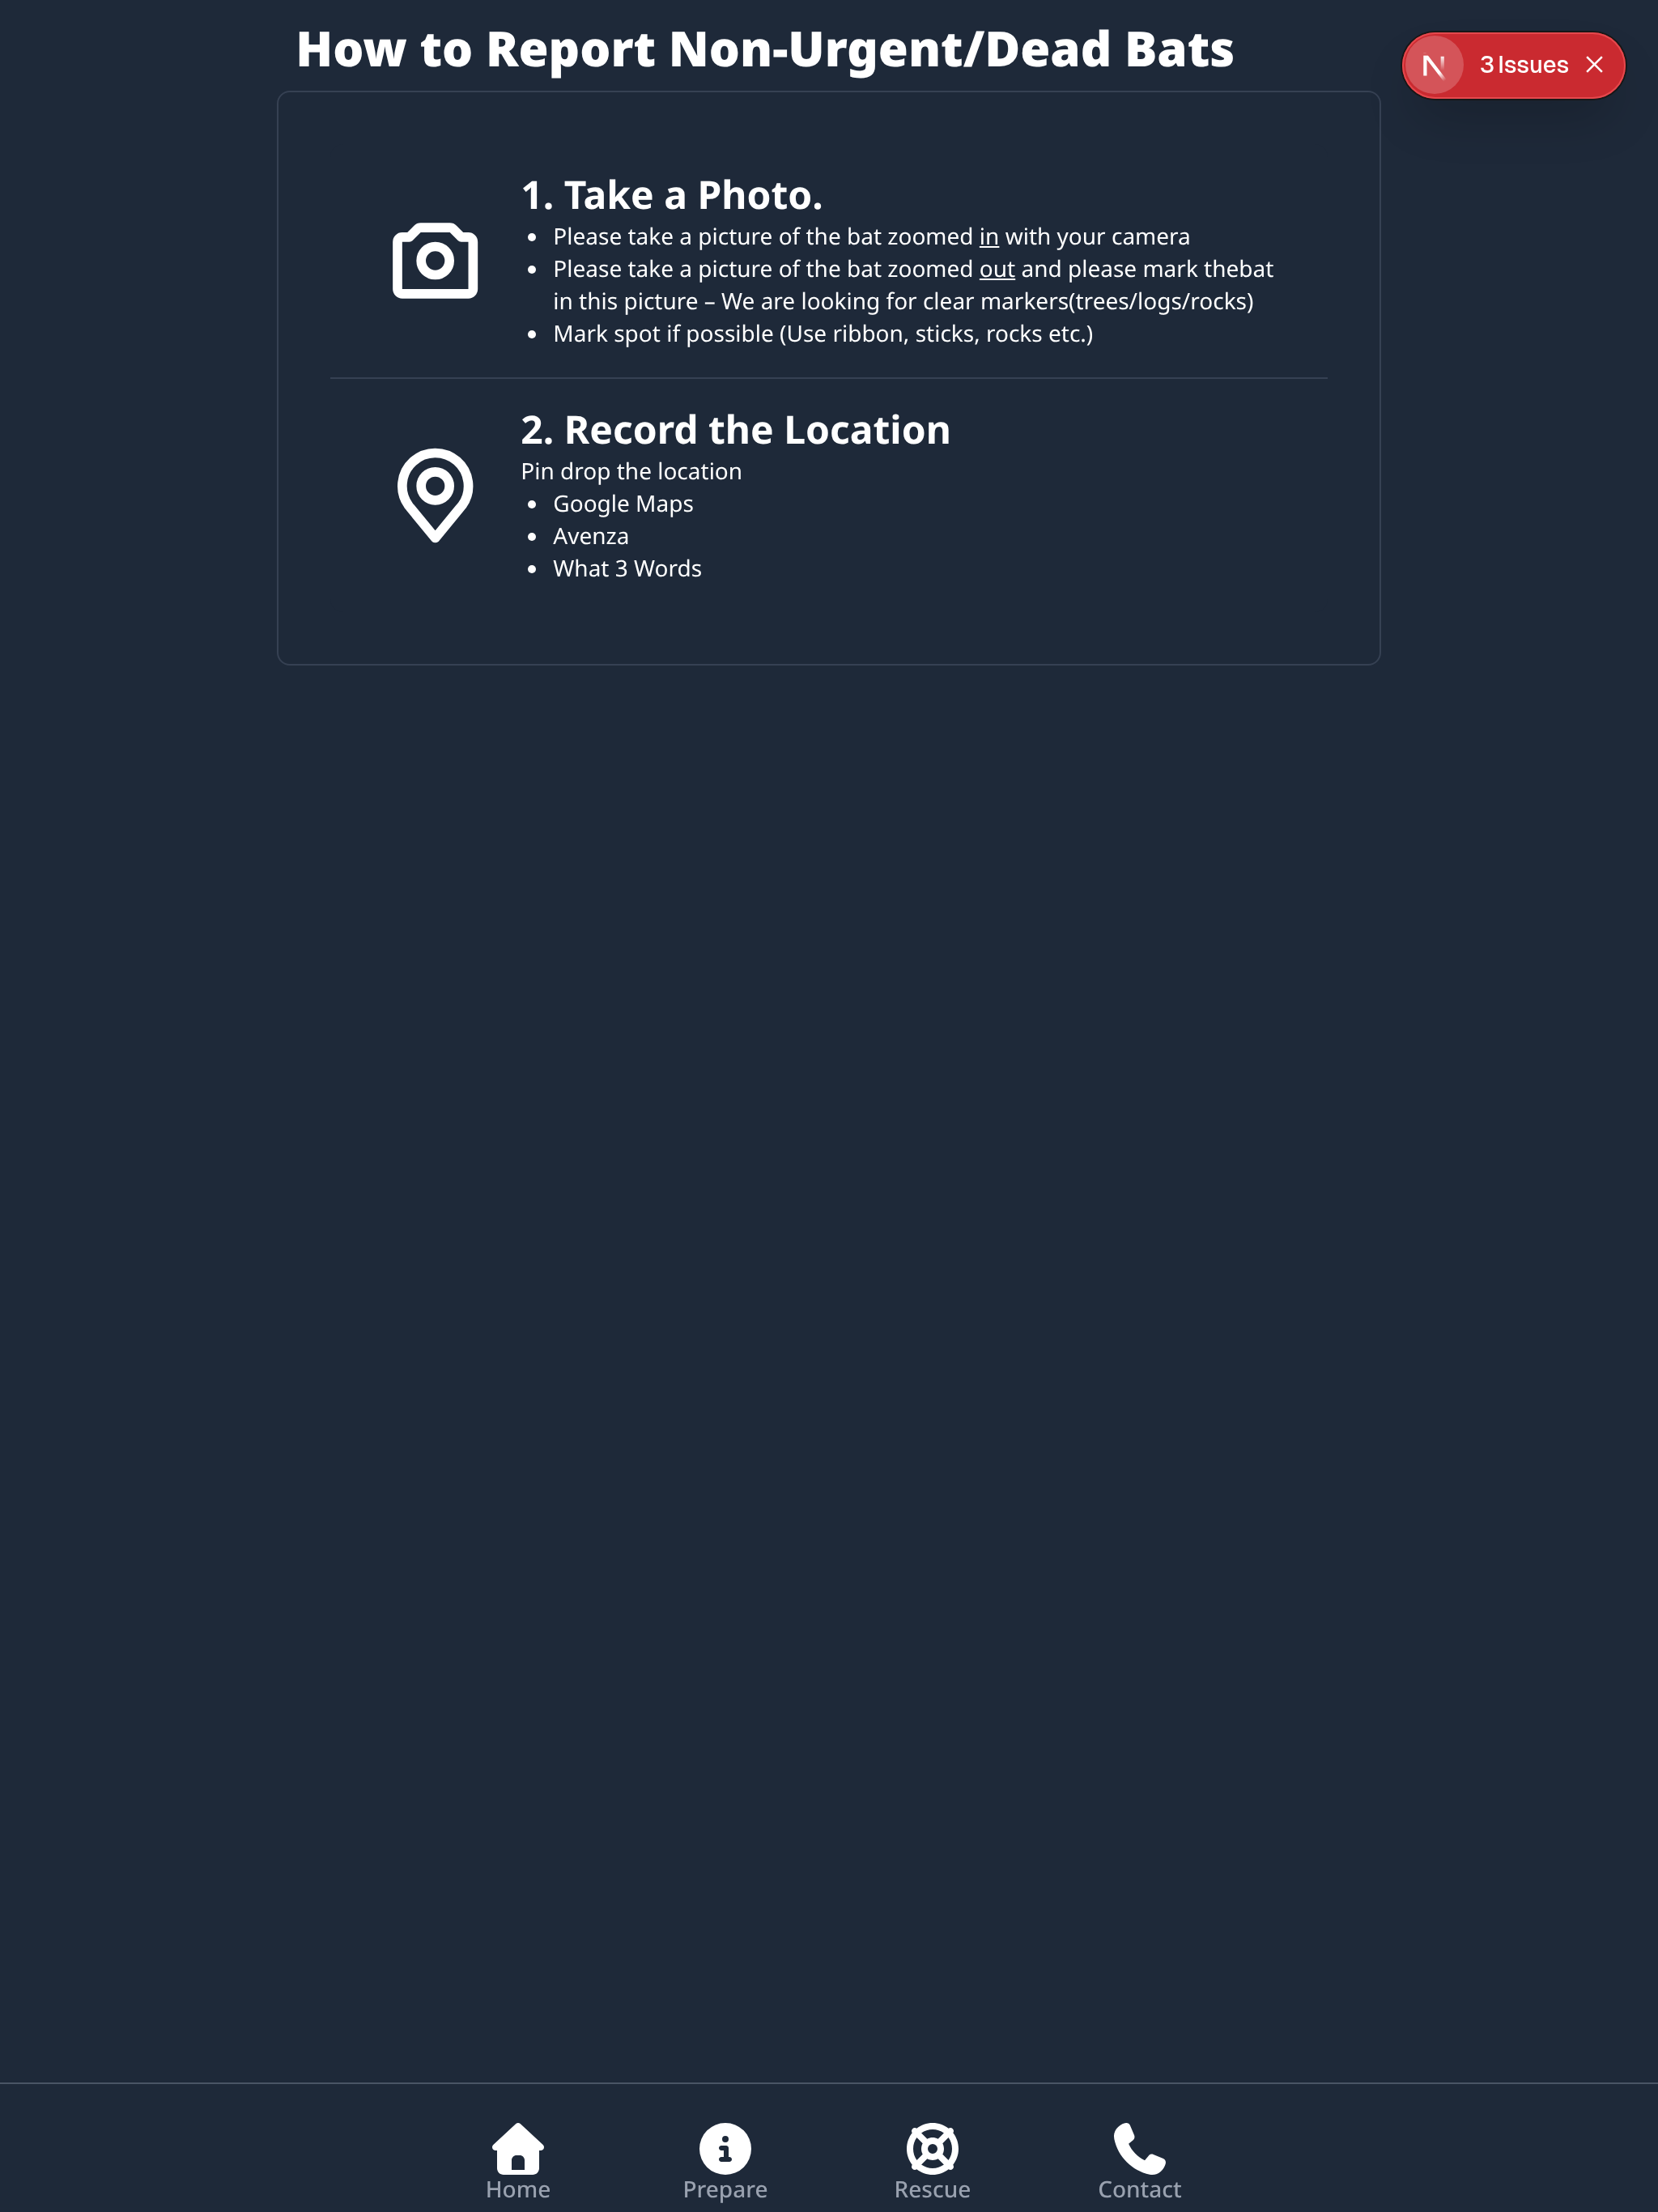 How to Report Non-Urgent/Dead Bats
N 3 Issues
1. Take a Photo.
• Please take a picture of the bat zoomed in with your camera
• Please take a picture of the bat zoomed out and please mark thebat
in this picture – We are looking for clear markers(trees/logs/rocks)
• Mark spot if possible (Use ribbon, sticks, rocks etc.)
2. Record the Location
Pin drop the location
• Google Maps
• Avenza
• What 3 Words
Home Prepare Rescue Contact